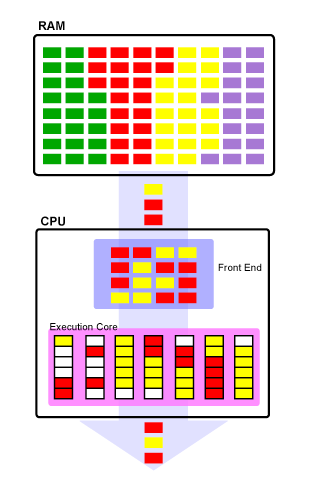 RAM
CPU
Front End
Execution Core